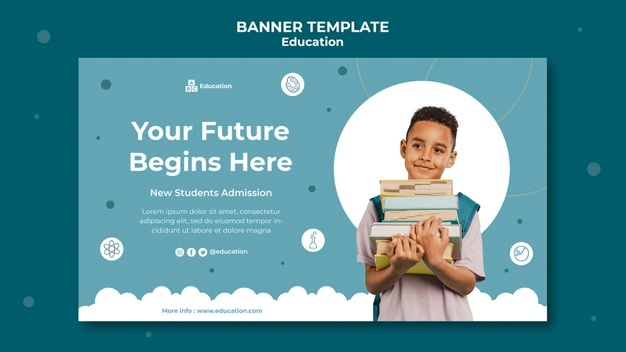 BANNER TEMPLATE
Education
A
B C
Education
Your Future
Begins Here
New Students Admission
Lorem ipsum dolor sit amet, consectetur
adipiscing elit, sed do eiusmod tempor in-
cididunt ut labore et dolore magna
@education
More info : www.education.com